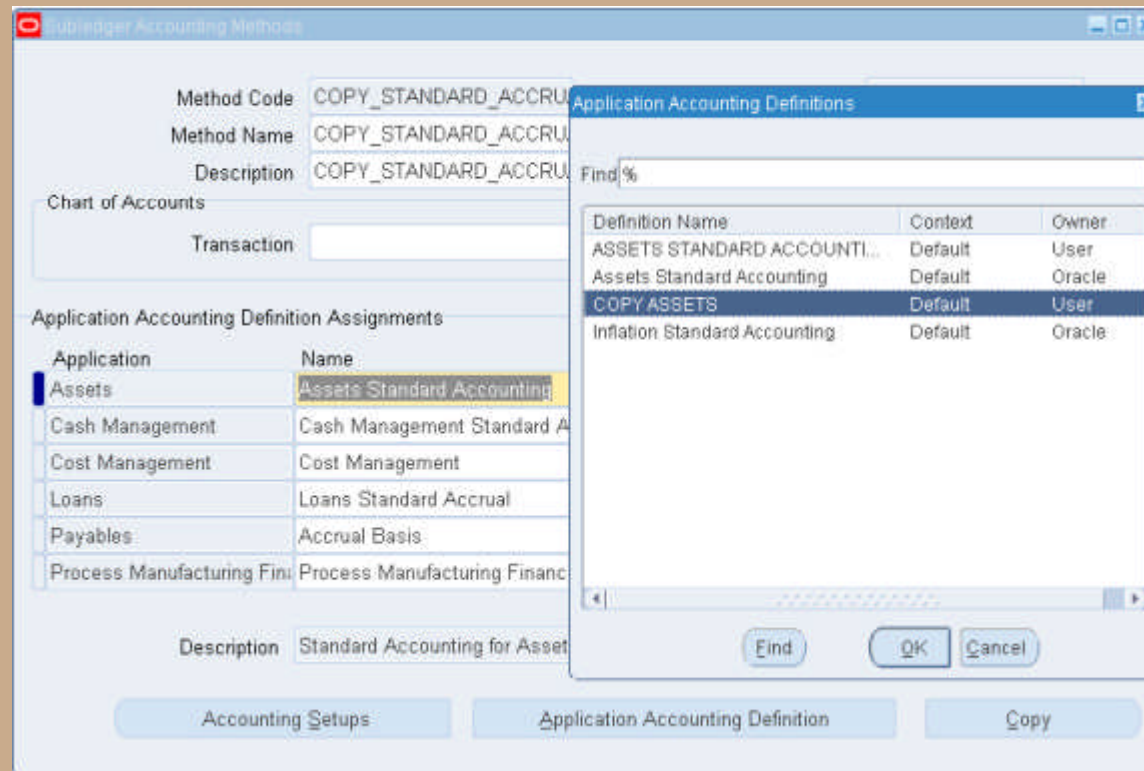 Subledger Accounting Methods
Method Code COPY_STANDARD_ACCRU
Method Name COPY_STANDARD_ACCRU
Description COPY_STANDARD_ACCRU
Chart of Accounts
Transaction
Application Accounting Definition Assignments
Application Name
Assets Assets Standard Accounting
Cash Management Cash Management Standard A
Cost Management Cost Management
Loans Loans Standard Accrual
Payables Accrual Basis
Process Manufacturing Fin Process Manufacturing Financ
Description Standard Accounting for Asset
Accounting Setups Application Accounting Definition Copy
Application Accounting Definitions
Find %
Definition Name Context Owner
ASSETS STANDARD ACCOUNTI... Default User
Assets Standard Accounting Default Oracle
COPY ASSETS Default User
Inflation Standard Accounting Default Oracle
Find OK Cancel